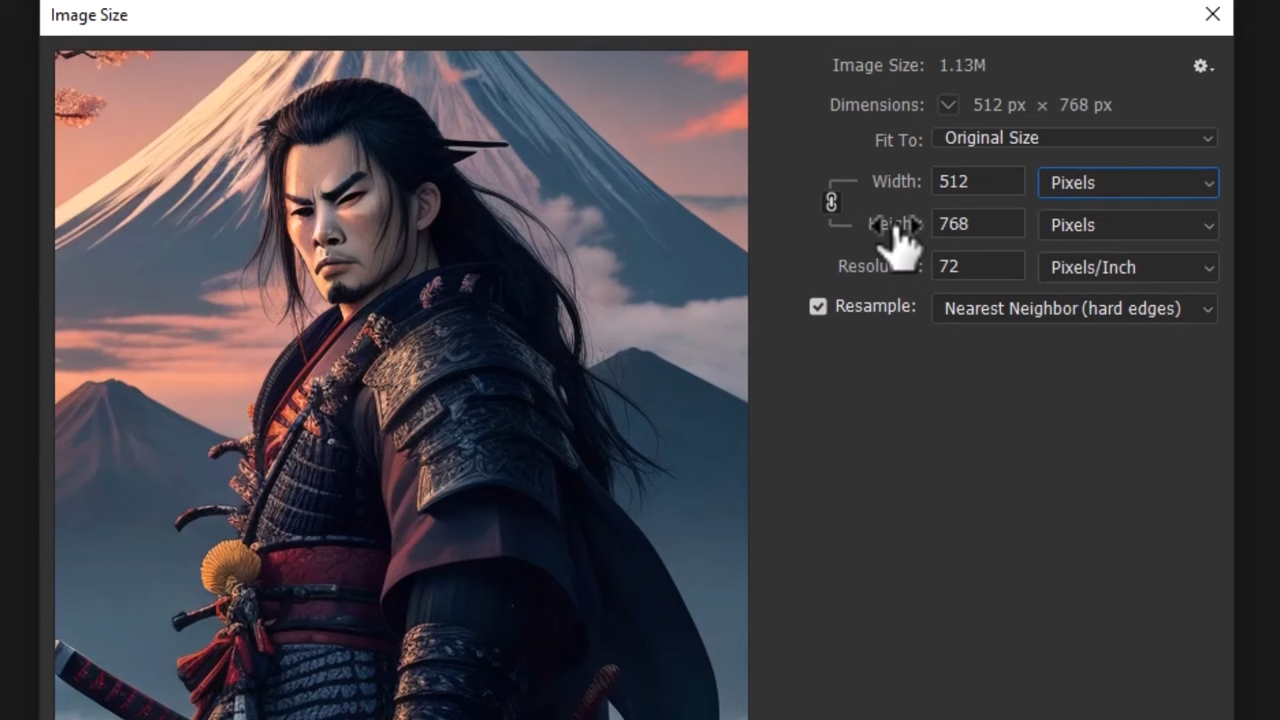 Image Size
Image Size: 1.13M
Dimensions: 512 px × 768 px
Fit To: Original Size
Width: 512 Pixels
768 Pixels
72 Pixels/Inch
Resample: Nearest Neighbor (hard edges)